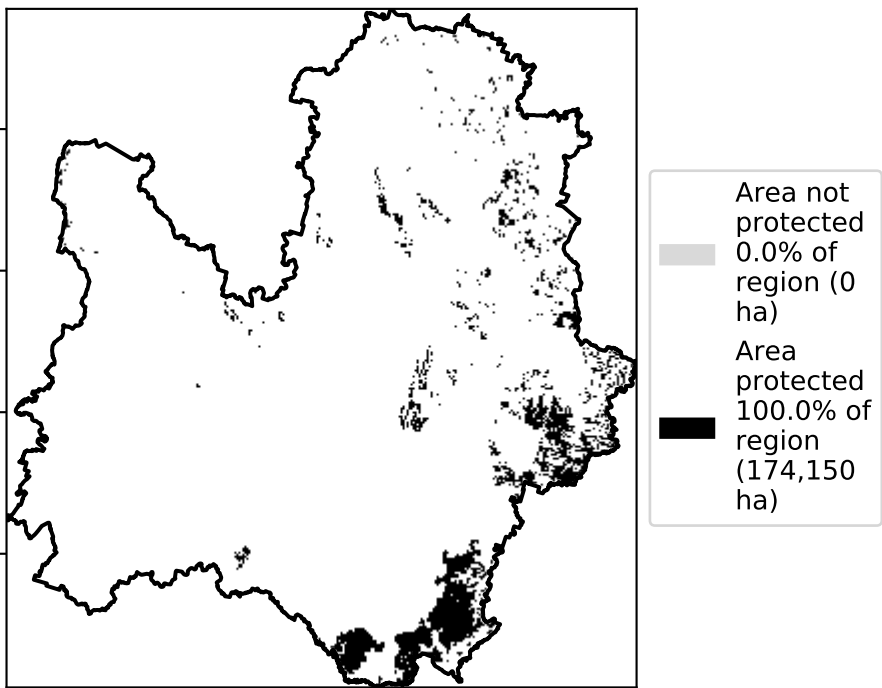 Area not
protected
0.0% of
region (0
ha)
Area
protected
100.0% of
region
(174,150
ha)